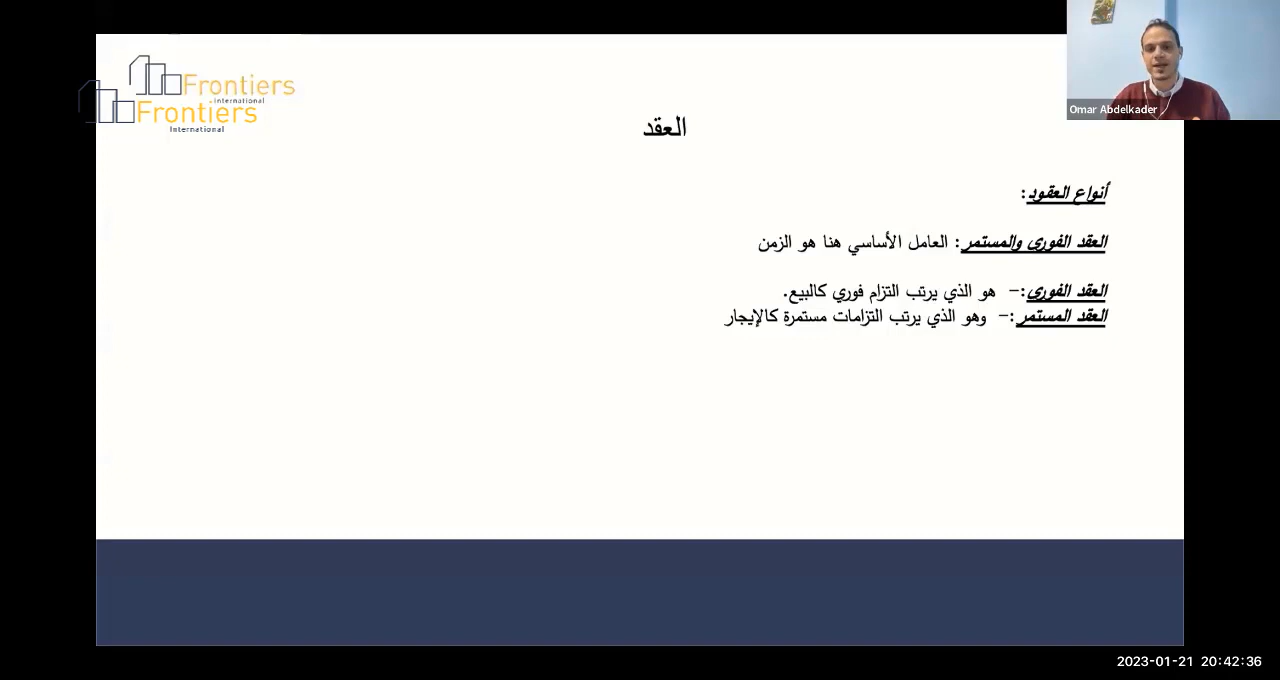 Frontiers
International
Frontiers
International
Omar Abdelkader
العقد
أنواع العقود:
العقد الفوري والمستمر: العامل الأساسي هنا هو الزمن
العقد الفوري:– هو الذي يرتب التزام فوري كالبيع.
العقد المستمر:– وهو الذي يرتب التزامات مستمرة كالإيجار
2023-01-21 20:42:36